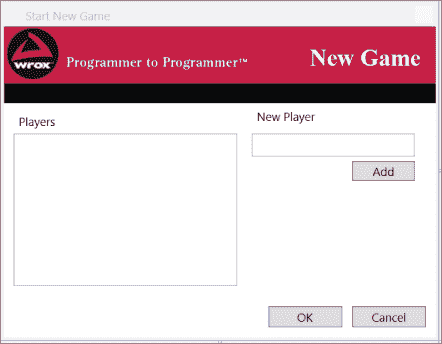 Start New Game
wrox
Programmer to Programmer™
New Game
Players
New Player
Add
OK
Cancel